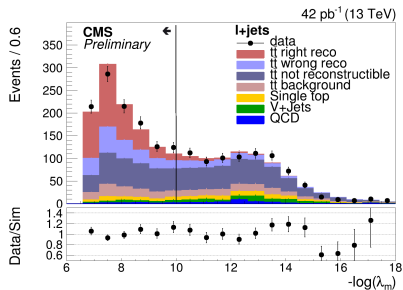 42 pb⁻¹ (13 TeV)
CMS
Preliminary
l+jets
data
tt right reco
tt wrong reco
tt not reconstructible
tt background
Single top
V+Jets
QCD
Events / 0.6
350
300
250
200
150
100
50
0
Data/Sim
1.4
1.2
1
0.8
0.6
6
8
10
12
14
16
18
-log(λₘ)